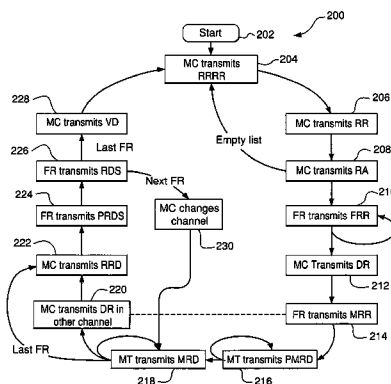 200
Start
202
MC transmits
RRRR
204
228
MC transmits VD
206
MC transmits RR
Last FR
Empty list
226
FR transmits RDS
208
MC transmits RA
Next FR
224
FR transmits PRDS
MC changes
channel
230
210
FR transmits FRR
222
MC transmits RRD
MC Transmits DR
212
220
MC transmits DR in
other channel
FR transmits MRR
214
Last FR
MT transmits MRD
218
MT transmits PMRD
216